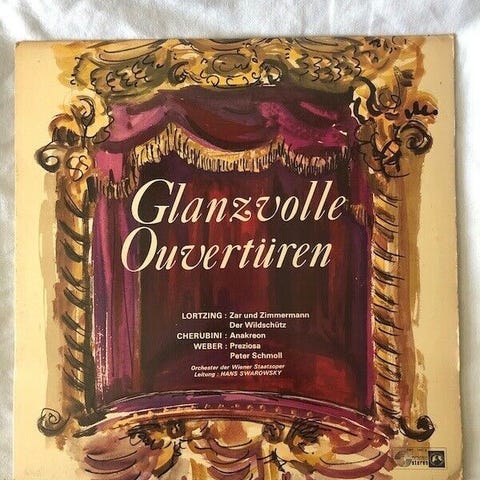 Glanzvolle
Ouvertüren
LORTZING : Zar und Zimmermann
Der Wildschütz
CHERUBINI : Anakreon
WEBER : Preziosa
Peter Schmoll
Orchester der Wiener Staatsoper
Leitung : HANS SWAROWSKY
stereo